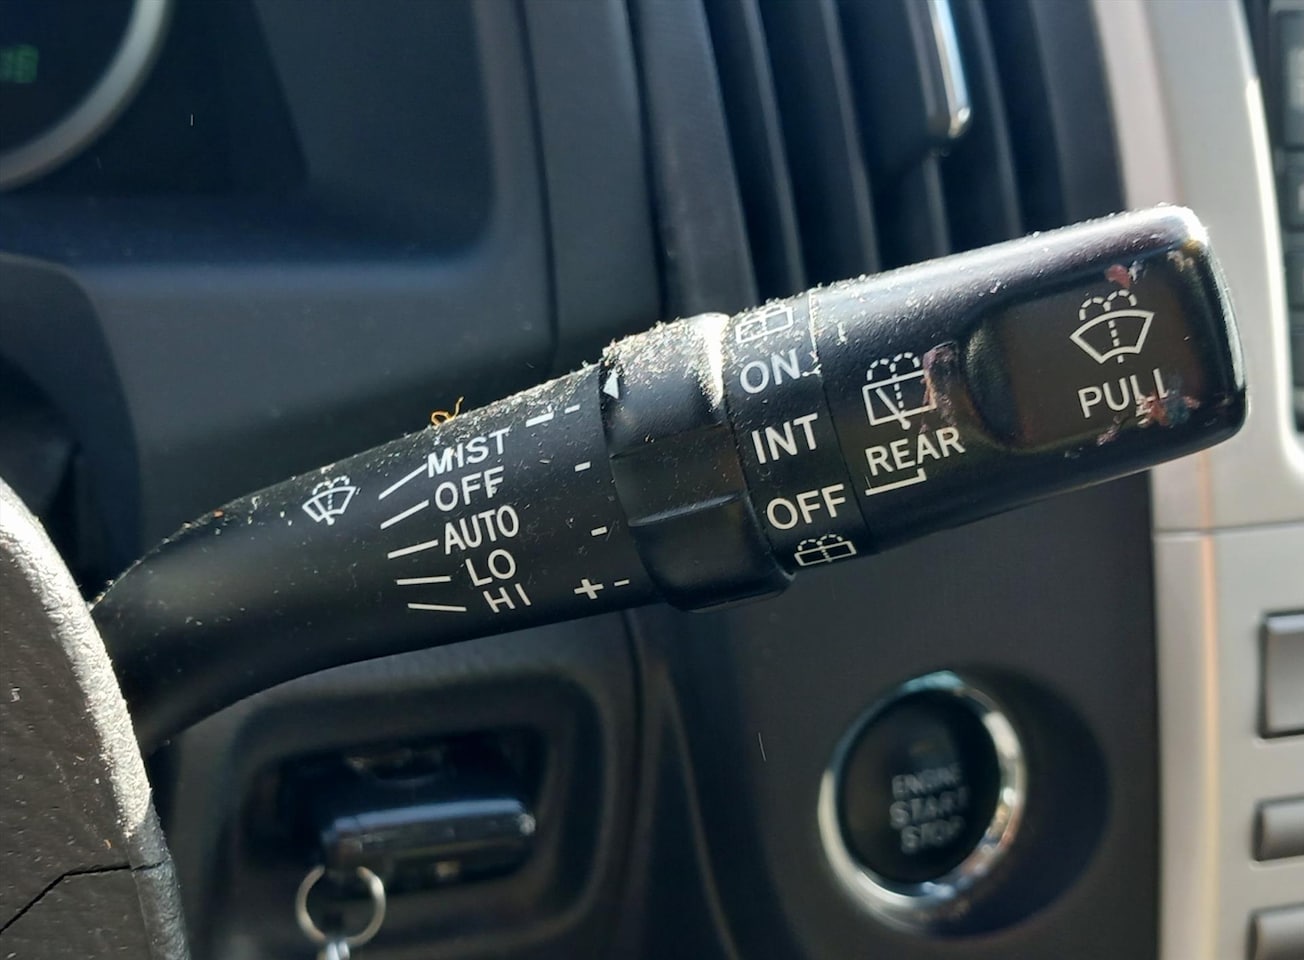 MIST
OFF
AUTO
LO
HI
+
ON
INT
OFF
REAR
PULL
ENGINE
START
STOP